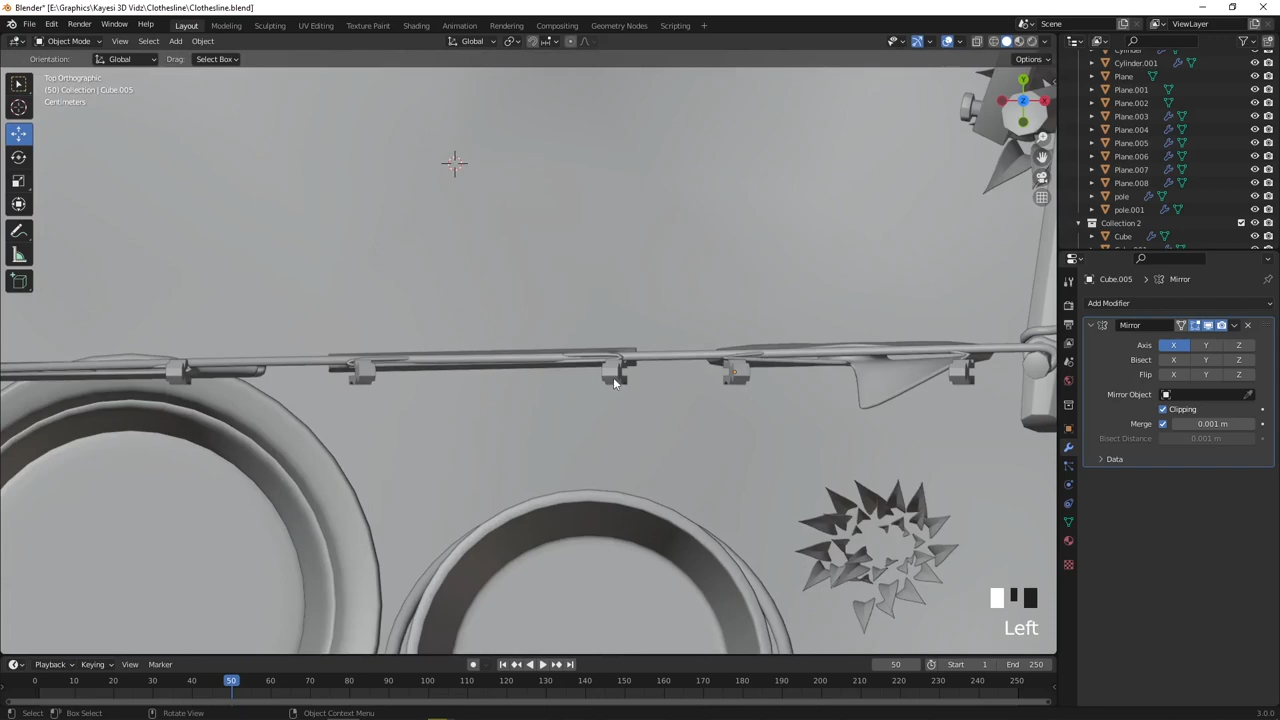 Blender* [E:\Graphics\Kayesi 3D Vidz\Clothesline\Clothesline.blend]
File Edit Render Window Help Layout Modeling Sculpting UV Editing Texture Paint Shading Animation Rendering Compositing Geometry Nodes Scripting + Scene ViewLayer
Object Mode View Select Add Object Global
Orientation: Global Drag: Select Box Options
Top Orthographic
(50) Collection | Cube.005
Centimeters
Y
X
Z
Cylinder
Cylinder.001
Plane
Plane.001
Plane.002
Plane.003
Plane.004
Plane.005
Plane.006
Plane.007
Plane.008
pole
pole.001
Collection 2
Cube
Cube.005 > Mirror
Add Modifier
Mirror
Axis X Y Z
Bisect X Y Z
Flip X Y Z
Mirror Object
Clipping
Merge 0.001 m
Bisect Distance 0.001 m
Data
Left
Playback Keying View Marker 50 Start 1 End 250
0 10 20 30 40 50 60 70 80 90 100 110 120 130 140 150 160 170 180 190 200 210 220 230 240 250
Select Box Select Rotate View Object Context Menu 3.0.0